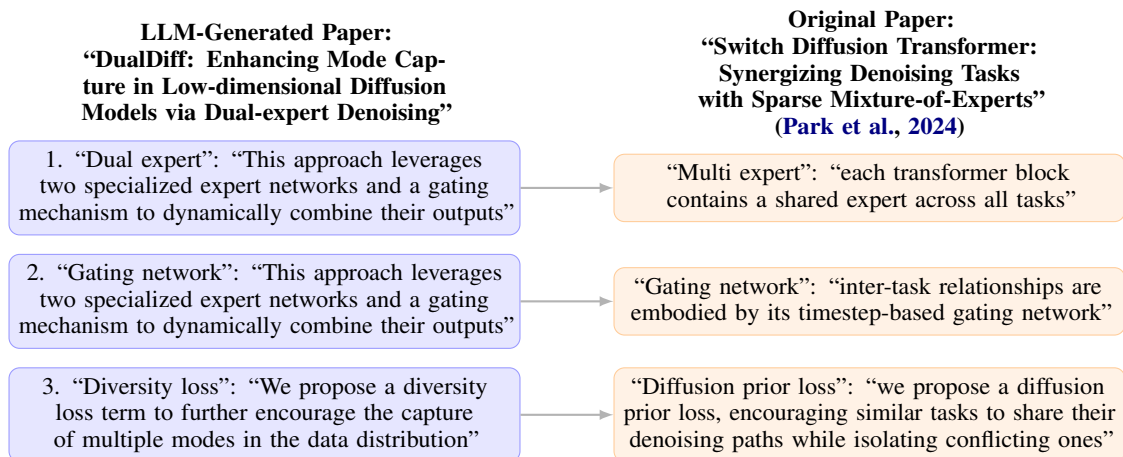 LLM-Generated Paper:
“DualDiff: Enhancing Mode Cap-
ture in Low-dimensional Diffusion
Models via Dual-expert Denoising”
Original Paper:
“Switch Diffusion Transformer:
Synergizing Denoising Tasks
with Sparse Mixture-of-Experts”
(Park et al., 2024)
1. “Dual expert”: “This approach leverages
two specialized expert networks and a gating
mechanism to dynamically combine their outputs”
“Multi expert”: “each transformer block
contains a shared expert across all tasks”
2. “Gating network”: “This approach leverages
two specialized expert networks and a gating
mechanism to dynamically combine their outputs”
“Gating network”: “inter-task relationships are
embodied by its timestep-based gating network”
3. “Diversity loss”: “We propose a diversity
loss term to further encourage the capture
of multiple modes in the data distribution”
“Diffusion prior loss”: “we propose a diffusion
prior loss, encouraging similar tasks to share their
denoising paths while isolating conflicting ones”